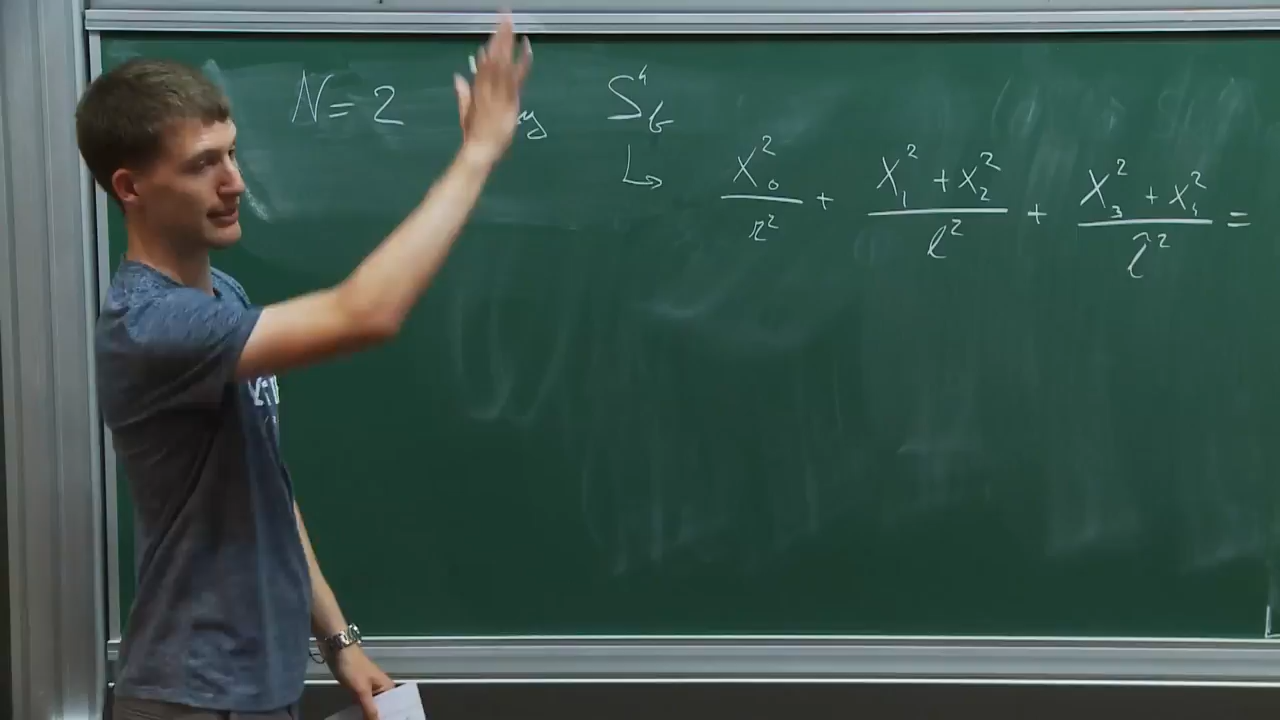 N = 2 S⁴_b
↳ X₀²/r² + (X₁² + X₂²)/ℓ² + (X₃² + X₄²)/ℓ̃² =